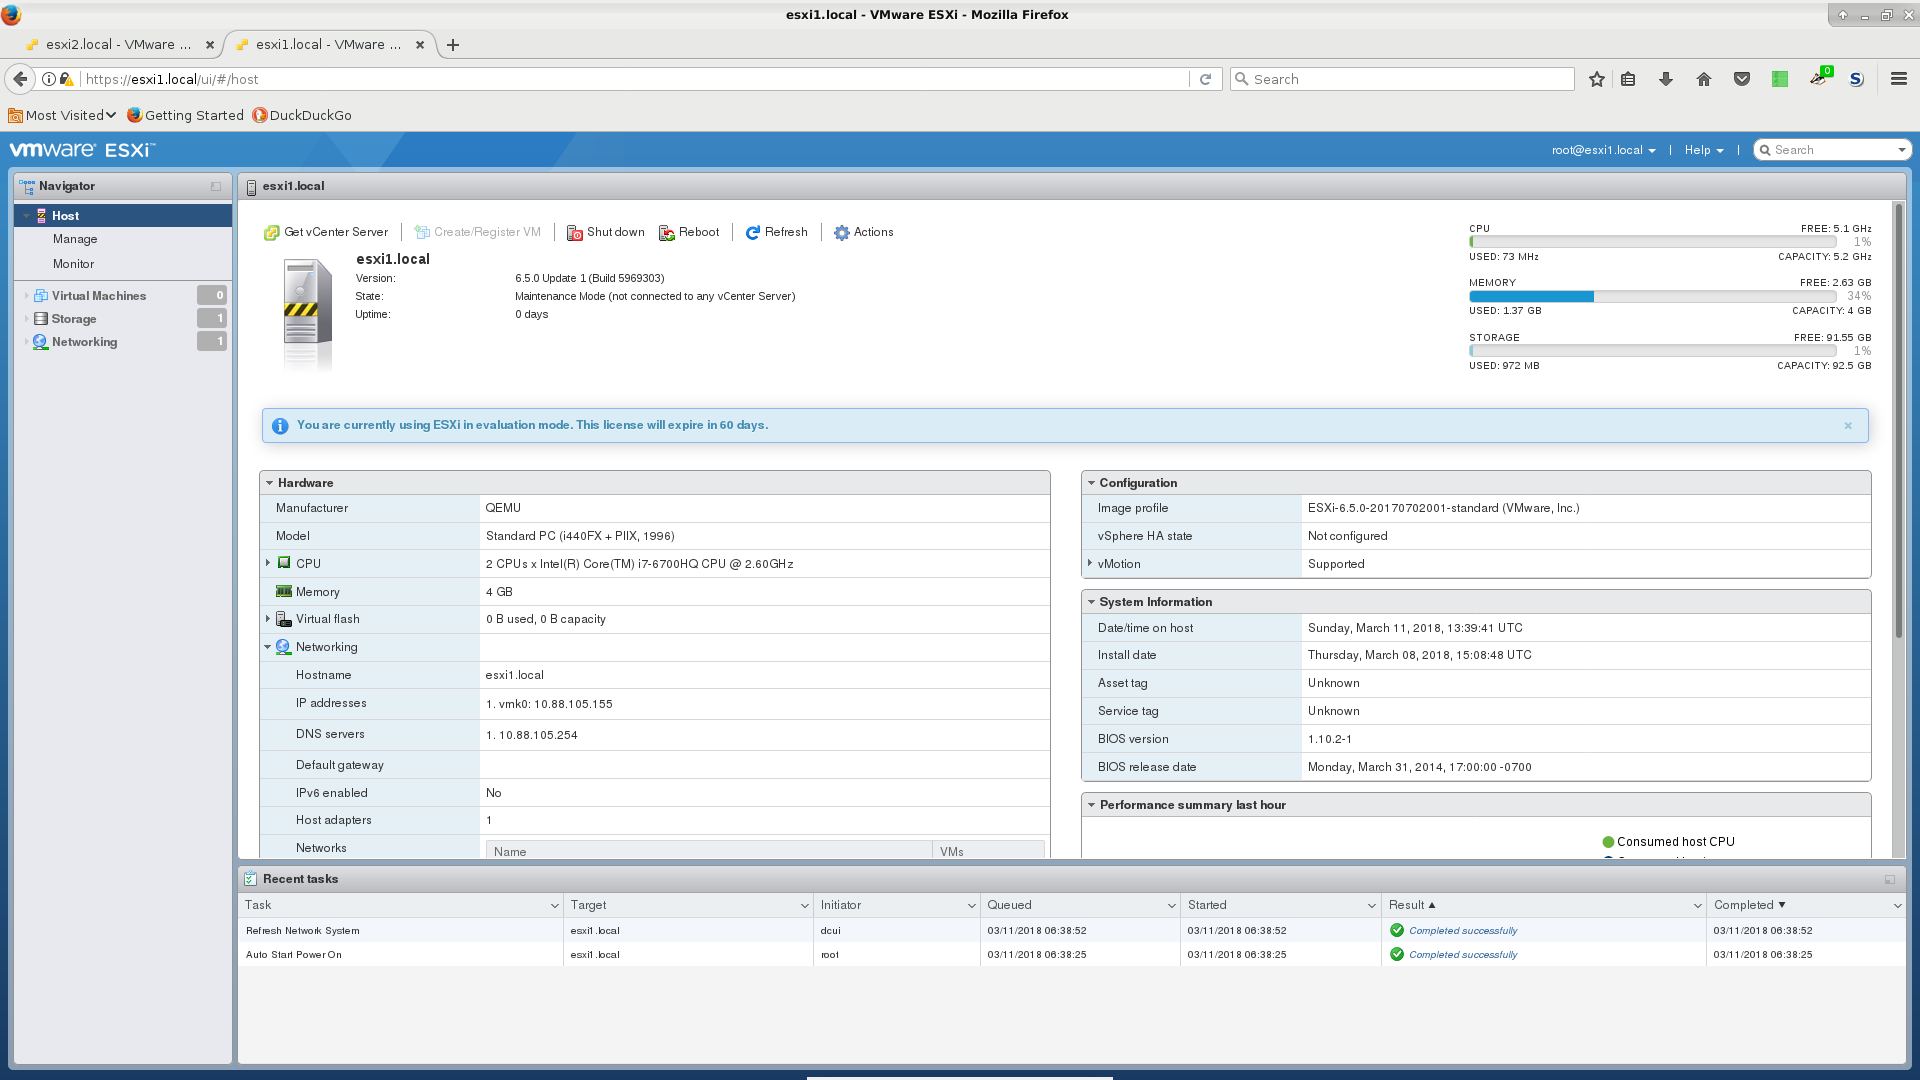 esxi1.local - VMware ESXi - Mozilla Firefox
esxi2.local - VMware ...
esxi1.local - VMware ...
https://esxi1.local/ui/#/host
Search
0
S
Most Visited
Getting Started
DuckDuckGo
vmware ESXi™
root@esxi1.local
Help
Search
Navigator
Host
Manage
Monitor
Virtual Machines 0
Storage 1
Networking 1
esxi1.local
Get vCenter Server
Create/Register VM
Shut down
Reboot
Refresh
Actions
esxi1.local
Version: 6.5.0 Update 1 (Build 5969303)
State: Maintenance Mode (not connected to any vCenter Server)
Uptime: 0 days
CPU FREE: 5.1 GHz
1%
USED: 73 MHz CAPACITY: 5.2 GHz
MEMORY FREE: 2.63 GB
34%
USED: 1.37 GB CAPACITY: 4 GB
STORAGE FREE: 91.55 GB
1%
USED: 972 MB CAPACITY: 92.5 GB
You are currently using ESXi in evaluation mode. This license will expire in 60 days.
Hardware
Manufacturer QEMU
Model Standard PC (i440FX + PIIX, 1996)
CPU 2 CPUs x Intel(R) Core(TM) i7-6700HQ CPU @ 2.60GHz
Memory 4 GB
Virtual flash 0 B used, 0 B capacity
Networking
Hostname esxi1.local
IP addresses 1. vmk0: 10.88.105.155
DNS servers 1. 10.88.105.254
Default gateway
IPv6 enabled No
Host adapters 1
Networks Name VMs
Configuration
Image profile ESXi-6.5.0-20170702001-standard (VMware, Inc.)
vSphere HA state Not configured
vMotion Supported
System Information
Date/time on host Sunday, March 11, 2018, 13:39:41 UTC
Install date Thursday, March 08, 2018, 15:08:48 UTC
Asset tag Unknown
Service tag Unknown
BIOS version 1.10.2-1
BIOS release date Monday, March 31, 2014, 17:00:00 -0700
Performance summary last hour
Consumed host CPU
Recent tasks
Task Target Initiator Queued Started Result Completed
Refresh Network System esxi1.local dcui 03/11/2018 06:38:52 03/11/2018 06:38:52 Completed successfully 03/11/2018 06:38:52
Auto Start Power On esxi1.local root 03/11/2018 06:38:25 03/11/2018 06:38:25 Completed successfully 03/11/2018 06:38:25